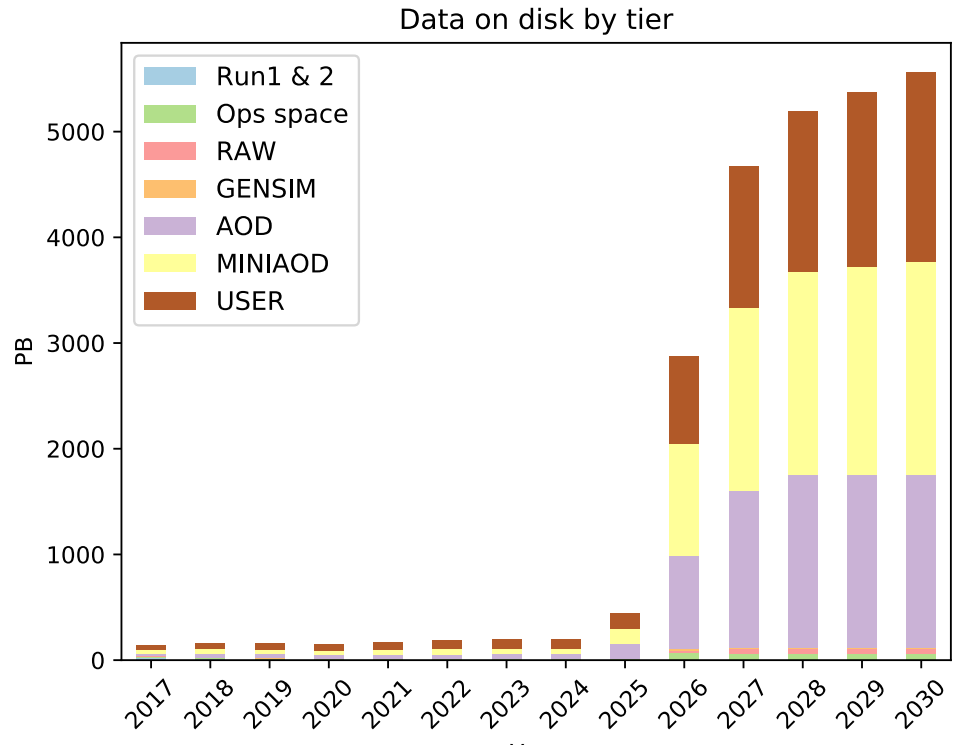 Data on disk by tier
Run1 & 2
Ops space
RAW
GENSIM
AOD
MINIAOD
USER
PB
5000
4000
3000
2000
1000
0
2017 2018 2019 2020 2021 2022 2023 2024 2025 2026 2027 2028 2029 2030